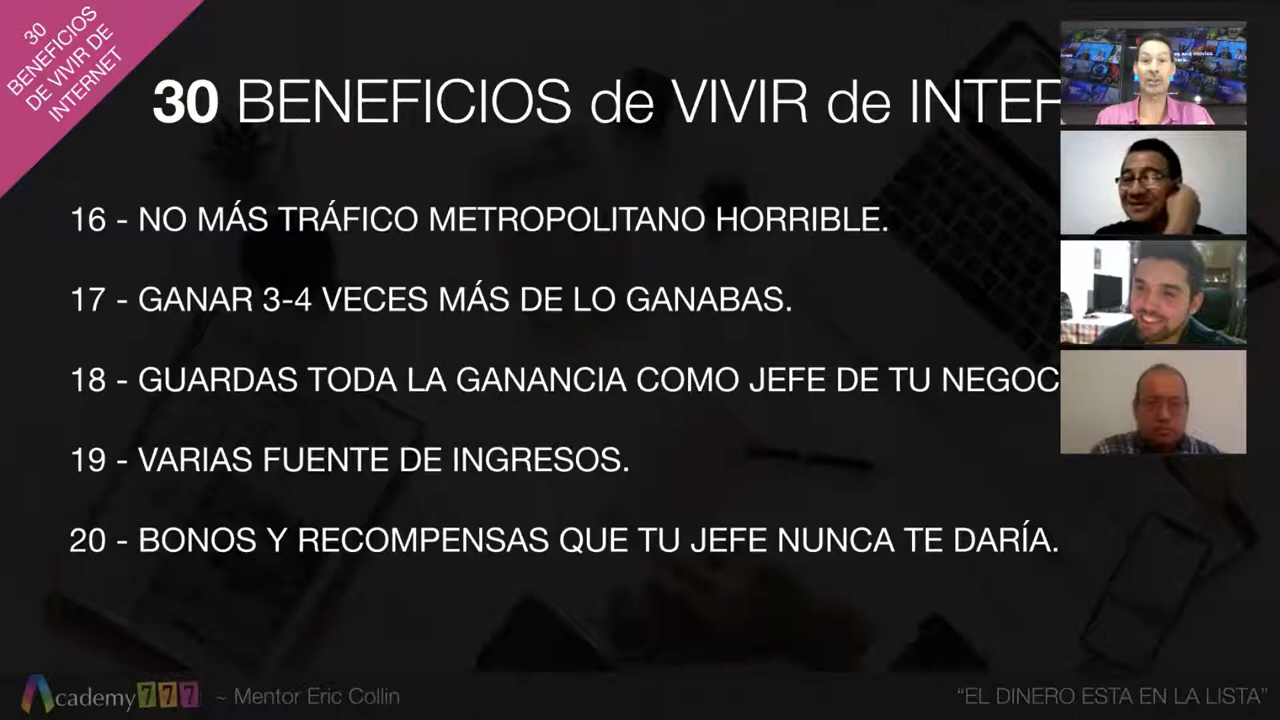 30
BENEFICIOS
DE VIVIR DE
INTERNET
30 BENEFICIOS de VIVIR de INTER
16 - NO MÁS TRÁFICO METROPOLITANO HORRIBLE.
17 - GANAR 3-4 VECES MÁS DE LO GANABAS.
18 - GUARDAS TODA LA GANANCIA COMO JEFE DE TU NEGOC
19 - VARIAS FUENTE DE INGRESOS.
20 - BONOS Y RECOMPENSAS QUE TU JEFE NUNCA TE DARÍA.
Academy777 ~ Mentor Eric Collin
“EL DINERO ESTA EN LA LISTA”